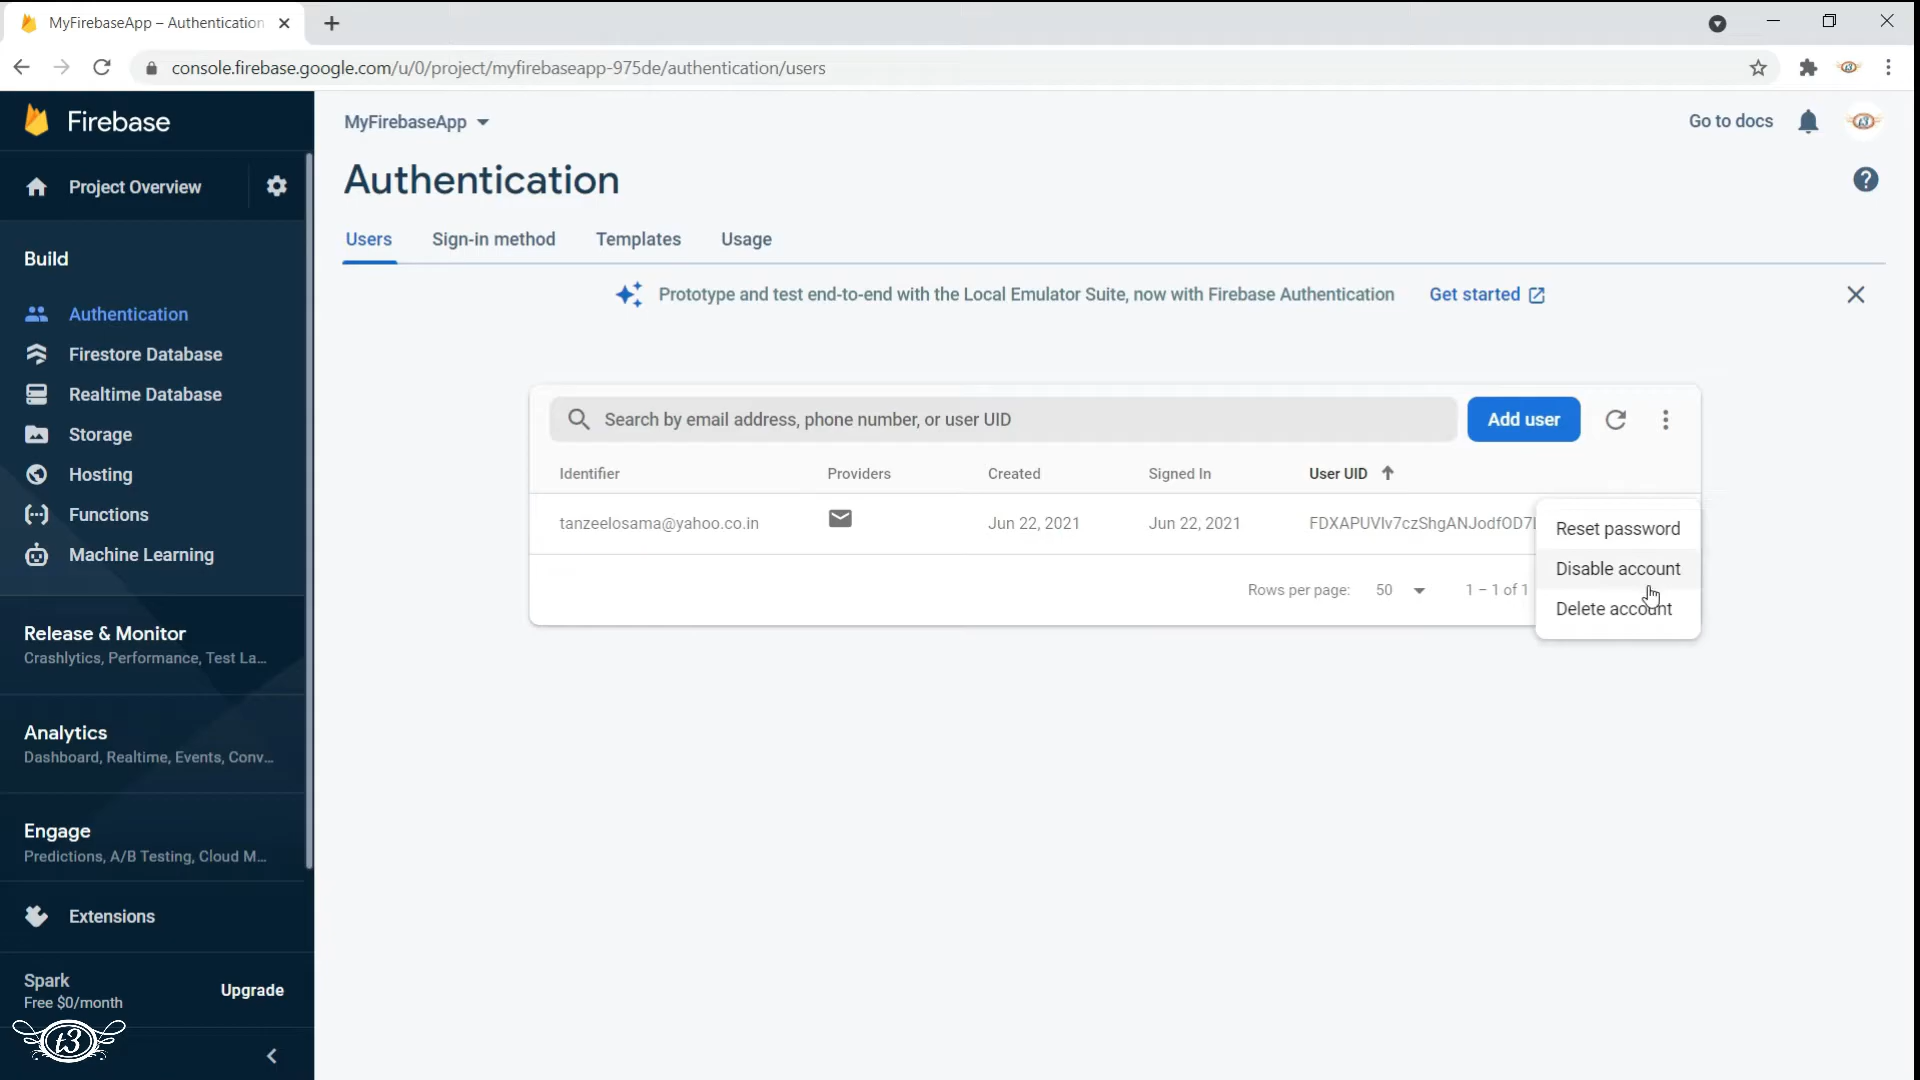 MyFirebaseApp – Authentication
console.firebase.google.com/u/0/project/myfirebaseapp-975de/authentication/users
Firebase
MyFirebaseApp
Go to docs
Project Overview
Authentication
Users Sign-in method Templates Usage
Build
Prototype and test end-to-end with the Local Emulator Suite, now with Firebase Authentication Get started
Authentication
Firestore Database
Realtime Database
Storage
Hosting
Functions
Machine Learning
Search by email address, phone number, or user UID
Add user
Identifier Providers Created Signed In User UID
tanzeelosama@yahoo.co.in Jun 22, 2021 Jun 22, 2021
Reset password
Disable account
Delete account
Rows per page: 50 1 – 1 of 1
Release & Monitor
Crashlytics, Performance, Test La...
Analytics
Dashboard, Realtime, Events, Conv...
Engage
Predictions, A/B Testing, Cloud M...
Extensions
Spark
Free $0/month
Upgrade
t3